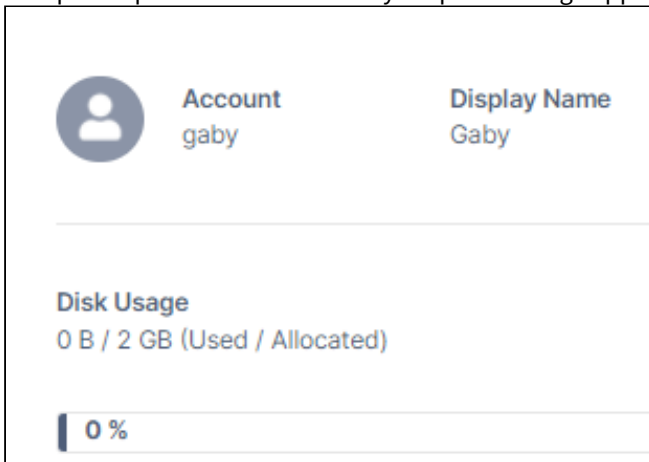 Account Display Name
gaby Gaby
Disk Usage
0 B / 2 GB (Used / Allocated)
0 %